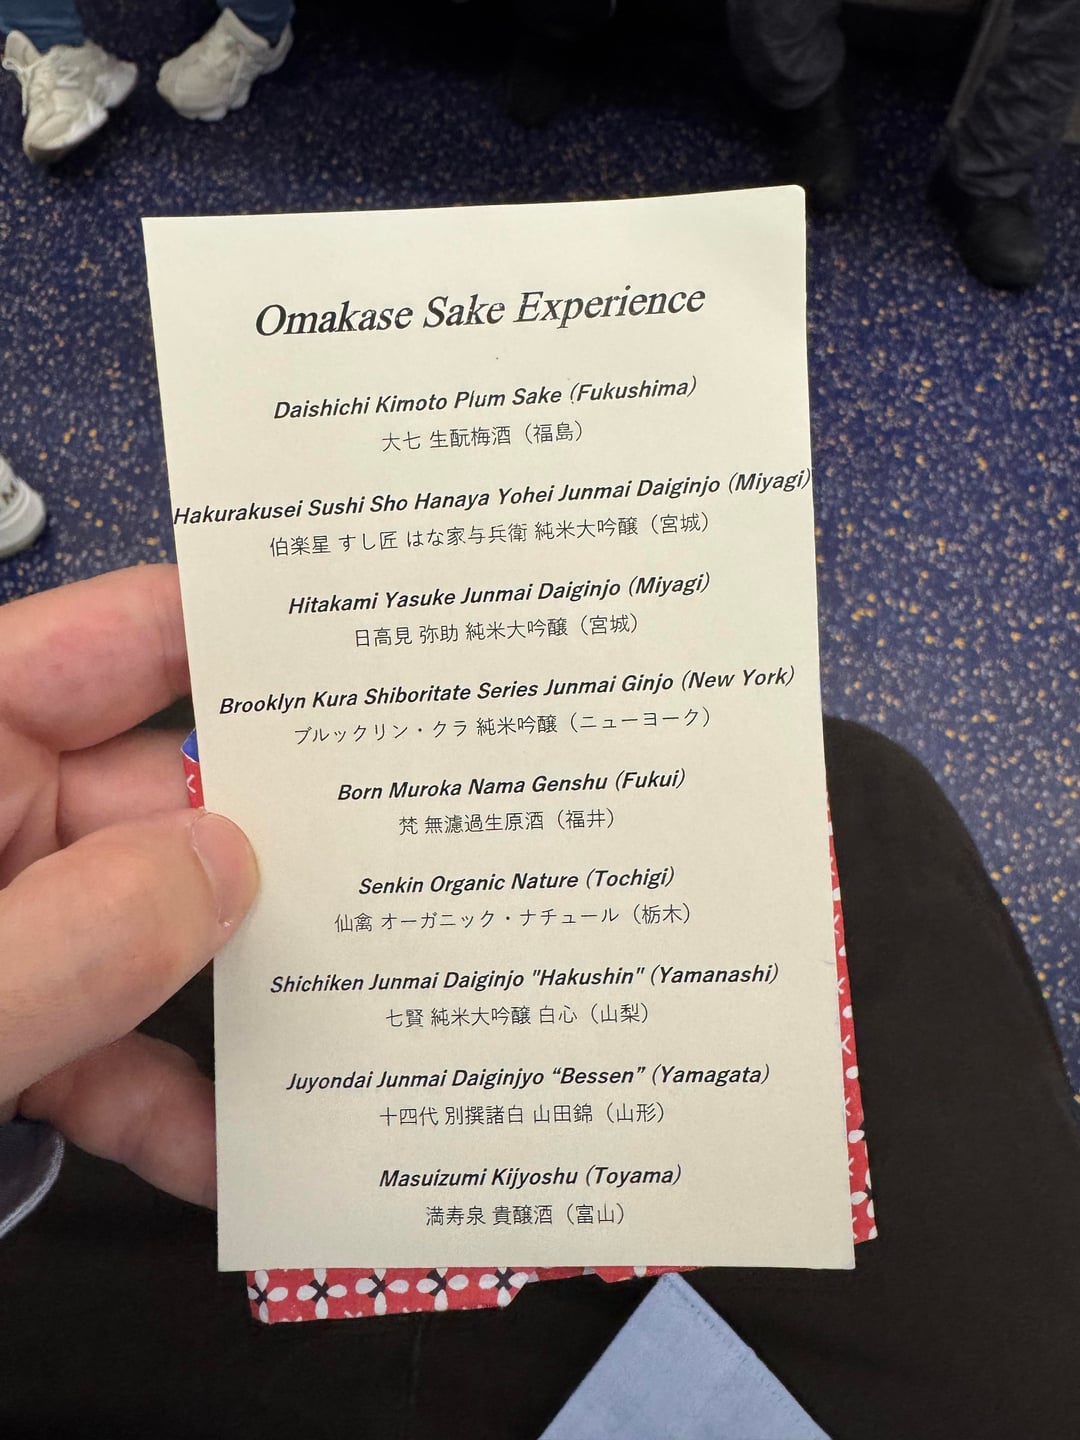 Omakase Sake Experience
Daishichi Kimoto Plum Sake (Fukushima)
大七 生酛梅酒（福島）
Hakurakusei Sushi Sho Hanaya Yohei Junmai Daiginjo (Miyagi)
伯楽星 すし匠 はな家与兵衛 純米大吟醸（宮城）
Hitakami Yasuke Junmai Daiginjo (Miyagi)
日高見 弥助 純米大吟醸（宮城）
Brooklyn Kura Shiboritate Series Junmai Ginjo (New York)
ブルックリン・クラ 純米吟醸（ニューヨーク）
Born Muroka Nama Genshu (Fukui)
梵 無濾過生原酒（福井）
Senkin Organic Nature (Tochigi)
仙禽 オーガニック・ナチュール（栃木）
Shichiken Junmai Daiginjo "Hakushin" (Yamanashi)
七賢 純米大吟醸 白心（山梨）
Juyondai Junmai Daiginjyo “Bessen” (Yamagata)
十四代 別撰諸白 山田錦（山形）
Masuizumi Kijyoshu (Toyama)
満寿泉 貴醸酒（富山）